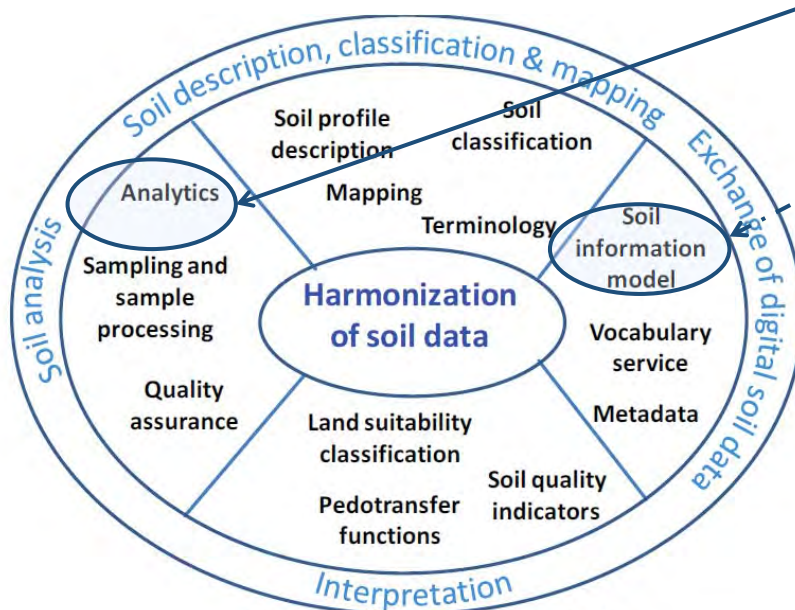 Soil description, classification & mapping
Soil profile
description
Soil
classification
Mapping
Terminology
Exchange of digital soil data
Soil
information
model
Vocabulary
service
Metadata
Soil analysis
Analytics
Sampling and
sample
processing
Quality
assurance
Harmonization
of soil data
Land suitability
classification
Pedotransfer
functions
Soil quality
indicators
Interpretation